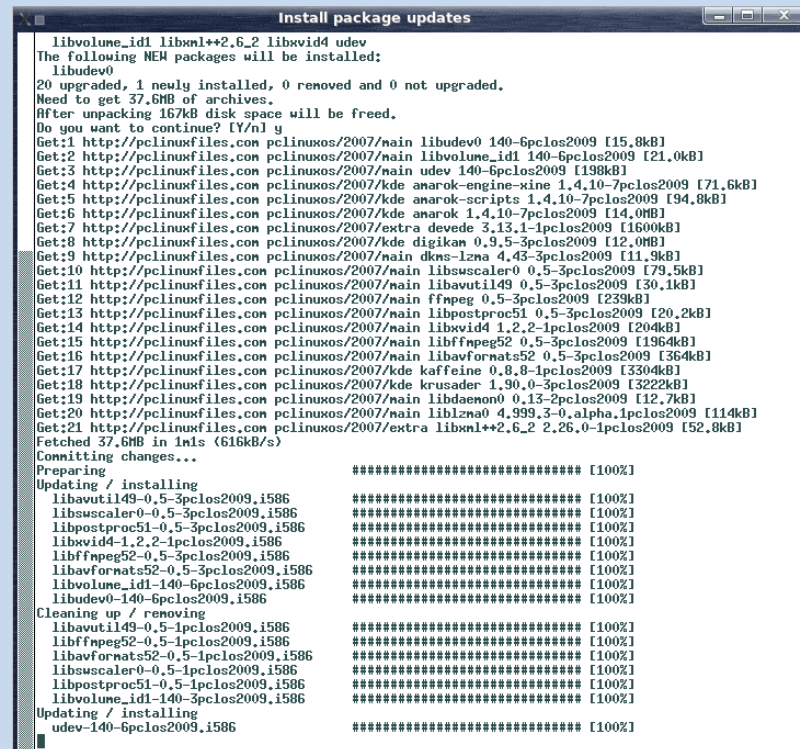 Install package updates
libvolume_id1 libxml++2.6_2 libxvid4 udev
The following NEW packages will be installed:
libudev0
20 upgraded, 1 newly installed, 0 removed and 0 not upgraded.
Need to get 37.6MB of archives.
After unpacking 167kB disk space will be freed.
Do you want to continue? [Y/n] y
Get:1 http://pclinuxfiles.com pclinuxos/2007/main libudev0 140-6pclos2009 [15.8kB]
Get:2 http://pclinuxfiles.com pclinuxos/2007/main libvolume_id1 140-6pclos2009 [21.0kB]
Get:3 http://pclinuxfiles.com pclinuxos/2007/main udev 140-6pclos2009 [198kB]
Get:4 http://pclinuxfiles.com pclinuxos/2007/kde amarok-engine-xine 1.4.10-7pclos2009 [71.6kB]
Get:5 http://pclinuxfiles.com pclinuxos/2007/kde amarok-scripts 1.4.10-7pclos2009 [94.8kB]
Get:6 http://pclinuxfiles.com pclinuxos/2007/kde amarok 1.4.10-7pclos2009 [14.0MB]
Get:7 http://pclinuxfiles.com pclinuxos/2007/extra devede 3.13.1-1pclos2009 [1600kB]
Get:8 http://pclinuxfiles.com pclinuxos/2007/kde digikam 0.9.5-3pclos2009 [12.0MB]
Get:9 http://pclinuxfiles.com pclinuxos/2007/main dkms-lzma 4.43-3pclos2009 [11.9kB]
Get:10 http://pclinuxfiles.com pclinuxos/2007/main libswscaler0 0.5-3pclos2009 [79.5kB]
Get:11 http://pclinuxfiles.com pclinuxos/2007/main libavutil49 0.5-3pclos2009 [30.1kB]
Get:12 http://pclinuxfiles.com pclinuxos/2007/main ffmpeg 0.5-3pclos2009 [239kB]
Get:13 http://pclinuxfiles.com pclinuxos/2007/main libpostproc51 0.5-3pclos2009 [20.2kB]
Get:14 http://pclinuxfiles.com pclinuxos/2007/main libxvid4 1.2.2-1pclos2009 [204kB]
Get:15 http://pclinuxfiles.com pclinuxos/2007/main libffmpeg52 0.5-3pclos2009 [1964kB]
Get:16 http://pclinuxfiles.com pclinuxos/2007/main libavformats52 0.5-3pclos2009 [364kB]
Get:17 http://pclinuxfiles.com pclinuxos/2007/kde kaffeine 0.8.8-1pclos2009 [3304kB]
Get:18 http://pclinuxfiles.com pclinuxos/2007/kde krusader 1.90.0-3pclos2009 [3222kB]
Get:19 http://pclinuxfiles.com pclinuxos/2007/main libdaemon0 0.13-2pclos2009 [12.7kB]
Get:20 http://pclinuxfiles.com pclinuxos/2007/main liblzma0 4.999.3-0.alpha.1pclos2009 [114kB]
Get:21 http://pclinuxfiles.com pclinuxos/2007/extra libxml++2.6_2 2.26.0-1pclos2009 [52.8kB]
Fetched 37.6MB in 1m1s (616kB/s)
Committing changes...
Preparing ############################## [100%]
Updating / installing
libavutil49-0.5-3pclos2009.i586 ############################## [100%]
libswscaler0-0.5-3pclos2009.i586 ############################## [100%]
libpostproc51-0.5-3pclos2009.i586 ############################## [100%]
libxvid4-1.2.2-1pclos2009.i586 ############################## [100%]
libffmpeg52-0.5-3pclos2009.i586 ############################## [100%]
libavformats52-0.5-3pclos2009.i586 ############################## [100%]
libvolume_id1-140-6pclos2009.i586 ############################## [100%]
libudev0-140-6pclos2009.i586 ############################## [100%]
Cleaning up / removing
libavutil49-0.5-1pclos2009.i586 ############################## [100%]
libffmpeg52-0.5-1pclos2009.i586 ############################## [100%]
libavformats52-0.5-1pclos2009.i586 ############################## [100%]
libswscaler0-0.5-1pclos2009.i586 ############################## [100%]
libpostproc51-0.5-1pclos2009.i586 ############################## [100%]
libvolume_id1-140-3pclos2009.i586 ############################## [100%]
Updating / installing
udev-140-6pclos2009.i586 ############################## [100%]